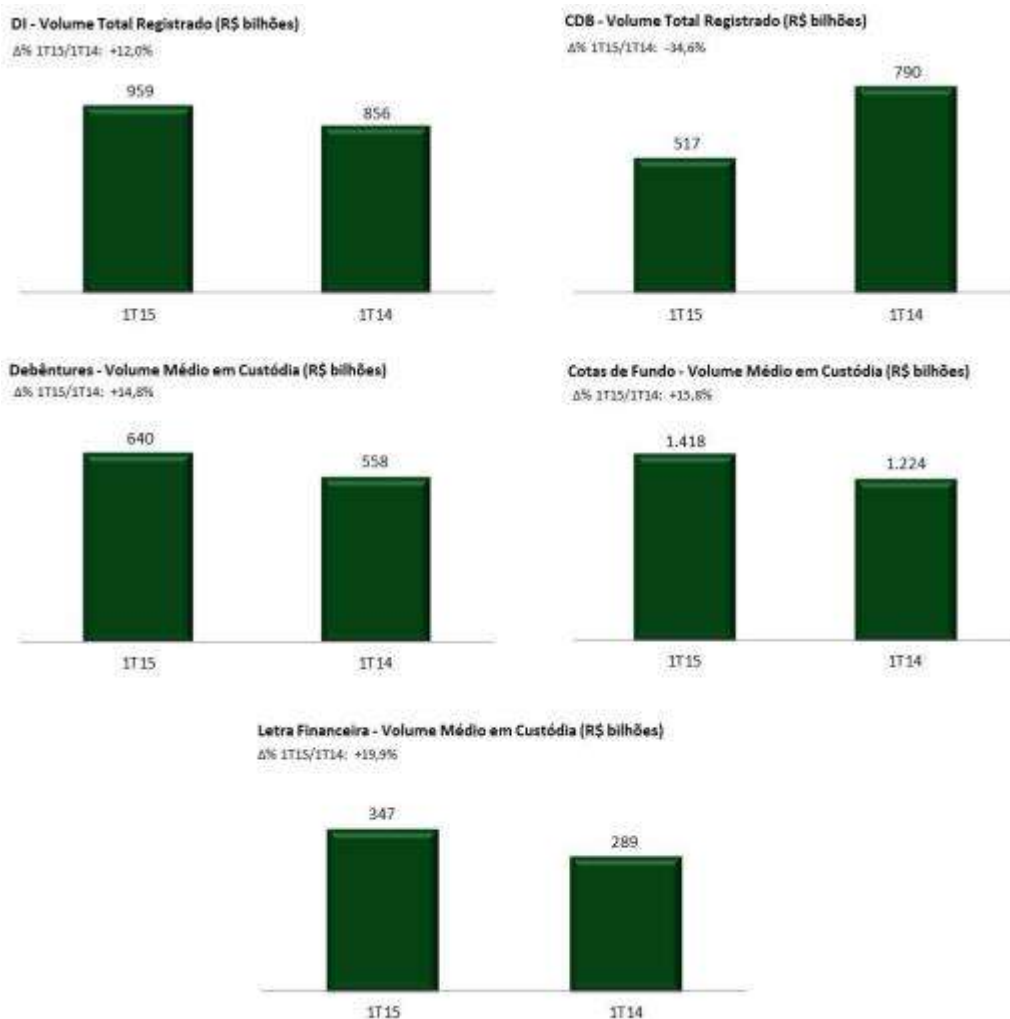 DI - Volume Total Registrado (R$ bilhões)
Δ% 1T15/1T14: +12,0%
959
856
1T15
1T14
CDB - Volume Total Registrado (R$ bilhões)
Δ% 1T15/1T14: -34,6%
517
790
1T15
1T14
Debêntures - Volume Médio em Custódia (R$ bilhões)
Δ% 1T15/1T14: +14,8%
640
558
1T15
1T14
Cotas de Fundo - Volume Médio em Custódia (R$ bilhões)
Δ% 1T15/1T14: +15,8%
1.418
1.224
1T15
1T14
Letra Financeira - Volume Médio em Custódia (R$ bilhões)
Δ% 1T15/1T14: +19,9%
347
289
1T15
1T14